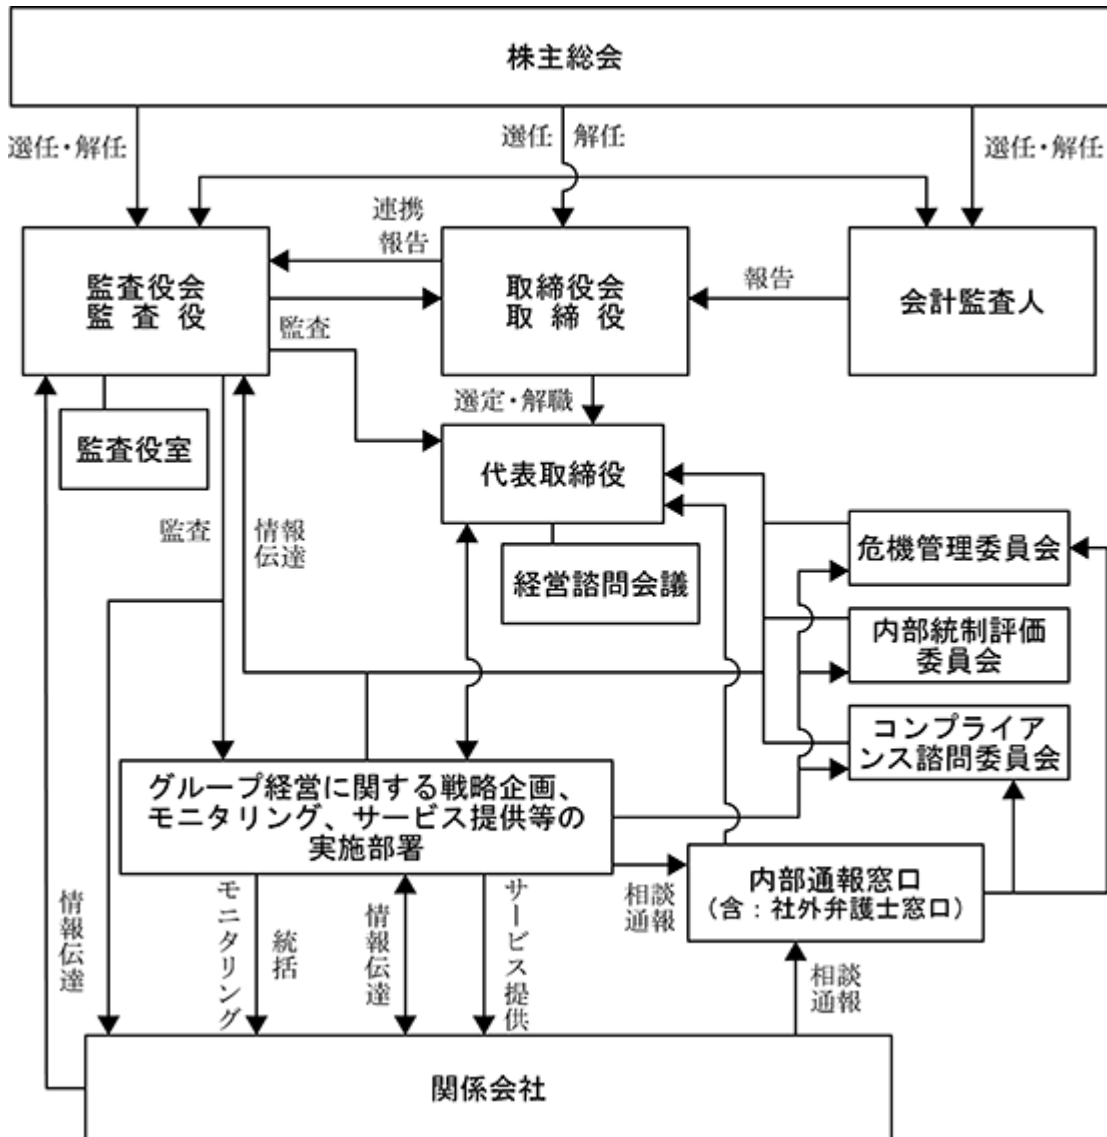 株主総会
選任・解任
選任 解任
選任・解任
連携
報告
監査役会
監査役
取締役会
取締役
報告
会計監査人
監査
選定・解職
監査役室
代表取締役
監査
情報
伝達
経営諮問会議
危機管理委員会
内部統制評価
委員会
コンプライア
ンス諮問委員会
グループ経営に関する戦略企画、
モニタリング、サービス提供等の
実施部署
内部通報窓口
(含：社外弁護士窓口)
相談
通報
情報伝達
モニタリング
統括
情報伝達
サービス提供
相談
通報
関係会社